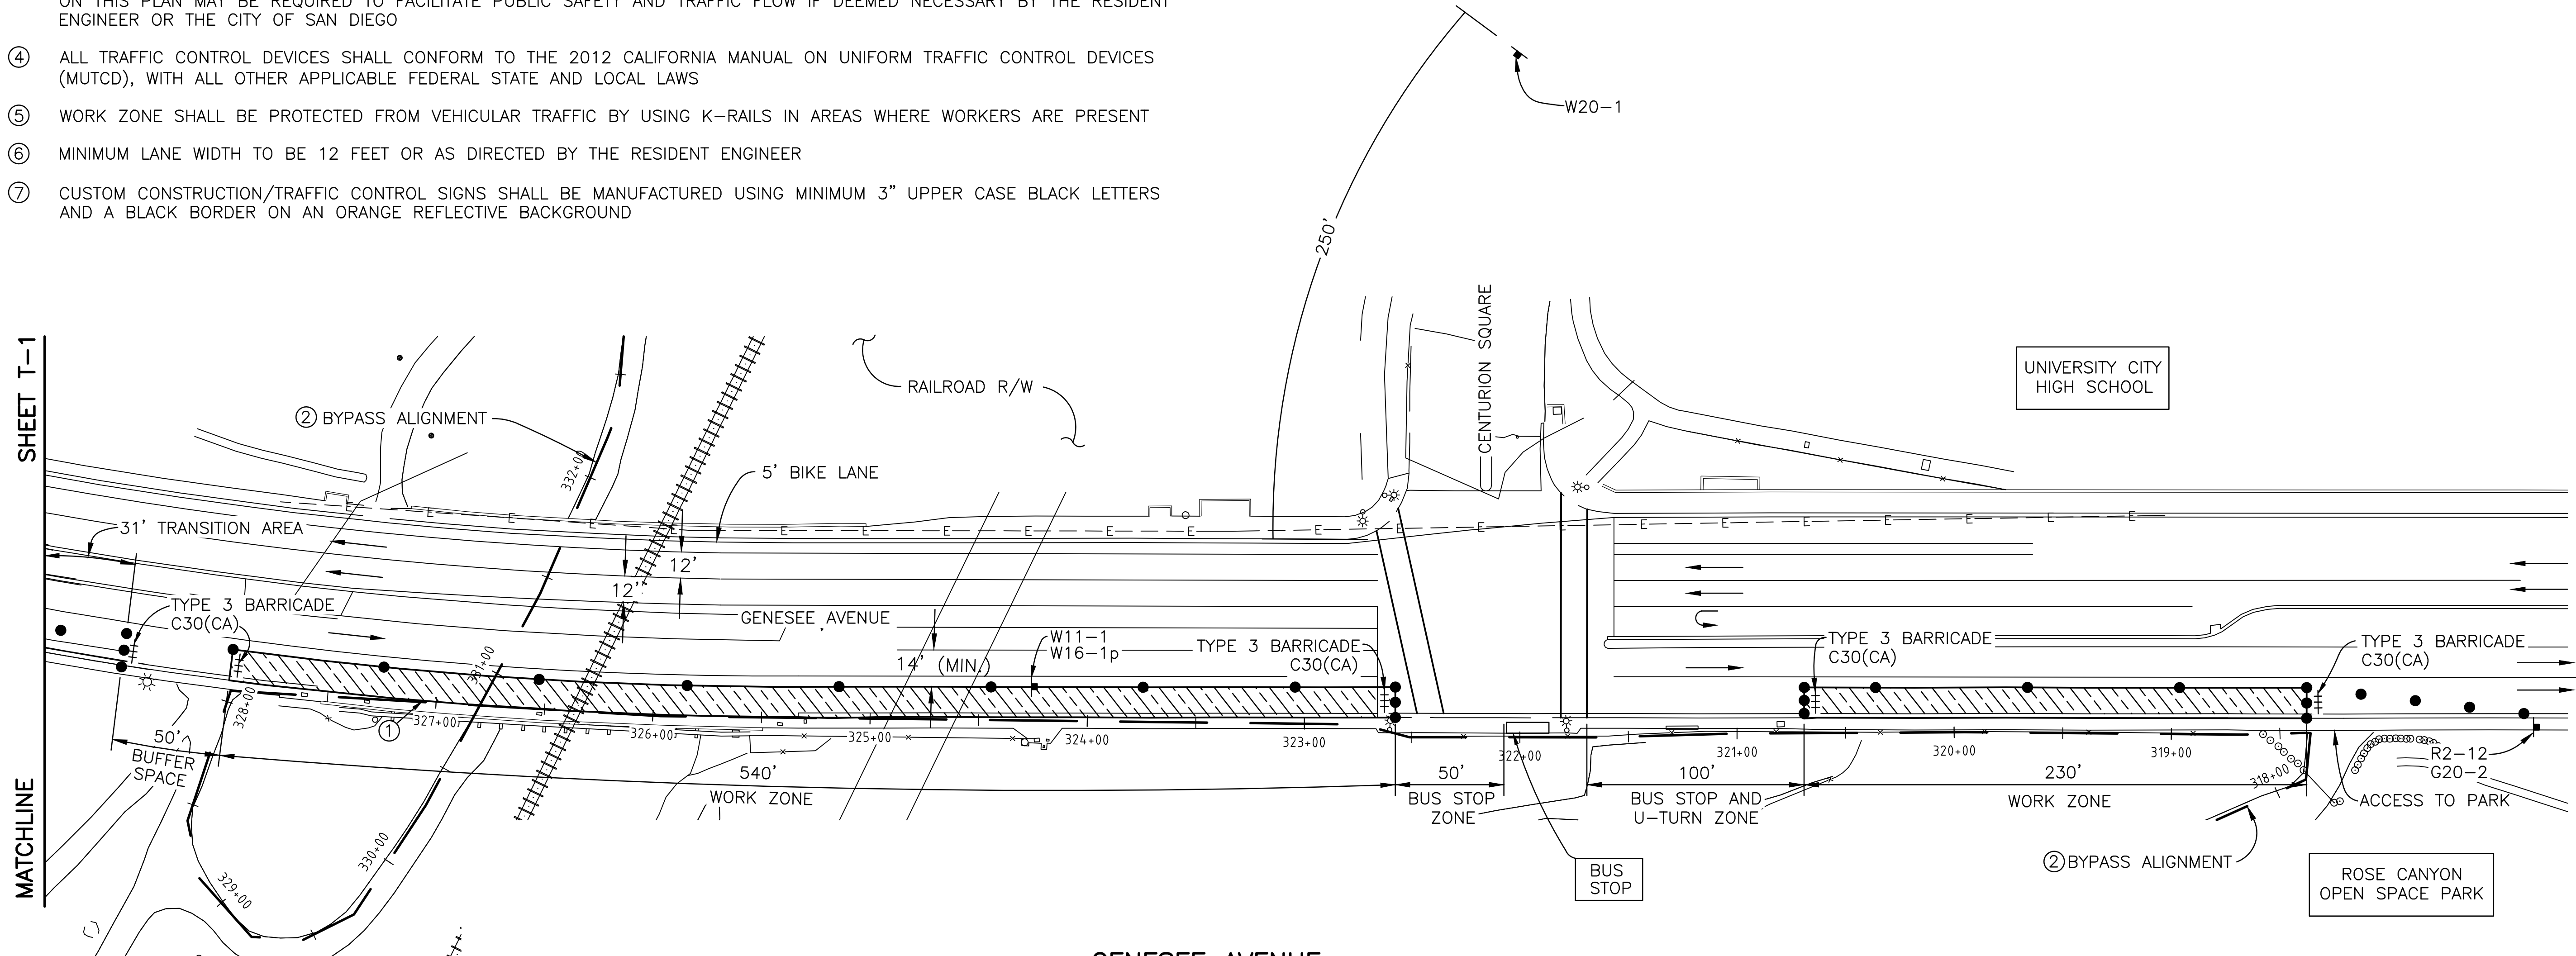 ON THIS PLAN MAY BE REQUIRED TO FACILITATE PUBLIC SAFETY AND TRAFFIC FLOW IF DEEMED NECESSARY BY THE RESIDENT
ENGINEER OR THE CITY OF SAN DIEGO
4 ALL TRAFFIC CONTROL DEVICES SHALL CONFORM TO THE 2012 CALIFORNIA MANUAL ON UNIFORM TRAFFIC CONTROL DEVICES
(MUTCD), WITH ALL OTHER APPLICABLE FEDERAL STATE AND LOCAL LAWS
5 WORK ZONE SHALL BE PROTECTED FROM VEHICULAR TRAFFIC BY USING K-RAILS IN AREAS WHERE WORKERS ARE PRESENT
6 MINIMUM LANE WIDTH TO BE 12 FEET OR AS DIRECTED BY THE RESIDENT ENGINEER
7 CUSTOM CONSTRUCTION/TRAFFIC CONTROL SIGNS SHALL BE MANUFACTURED USING MINIMUM 3" UPPER CASE BLACK LETTERS
AND A BLACK BORDER ON AN ORANGE REFLECTIVE BACKGROUND
W20-1
250'
CENTURION SQUARE
UNIVERSITY CITY
HIGH SCHOOL
SHEET T-1
MATCHLINE
RAILROAD R/W
2 BYPASS ALIGNMENT
332+00
5' BIKE LANE
31' TRANSITION AREA
E E E E E E E E E E E E E E E E E E E E E E
12'
12'
TYPE 3 BARRICADE
C30(CA)
GENESEE AVENUE
W11-1
W16-1p
14' (MIN.)
TYPE 3 BARRICADE
C30(CA)
TYPE 3 BARRICADE
C30(CA)
TYPE 3 BARRICADE
C30(CA)
331+00
328+00
327+00
326+00
325+00
324+00
323+00
322+00
321+00
320+00
319+00
318+00
1
50'
BUFFER
SPACE
540'
WORK ZONE
50'
BUS STOP
ZONE
100'
BUS STOP AND
U-TURN ZONE
230'
WORK ZONE
R2-12
G20-2
ACCESS TO PARK
330+00
329+00
BUS
STOP
2 BYPASS ALIGNMENT
ROSE CANYON
OPEN SPACE PARK
GENESEE AVENUE